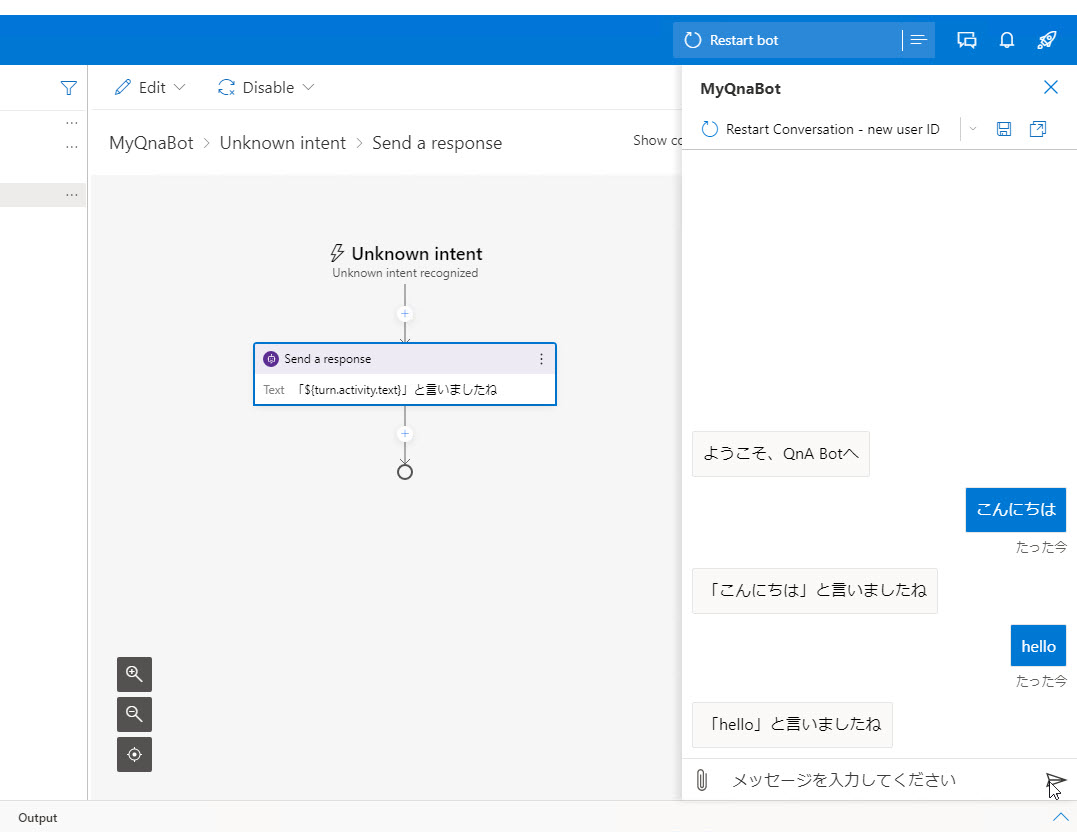 Restart bot
Edit
Disable
MyQnaBot > Unknown intent > Send a response
Show co
Unknown intent
Unknown intent recognized
Send a response
Text 「${turn.activity.text}」と言いましたね
MyQnaBot
Restart Conversation - new user ID
ようこそ、QnA Botへ
こんにちは
たった今
「こんにちは」と言いましたね
hello
たった今
「hello」と言いましたね
メッセージを入力してください
Output